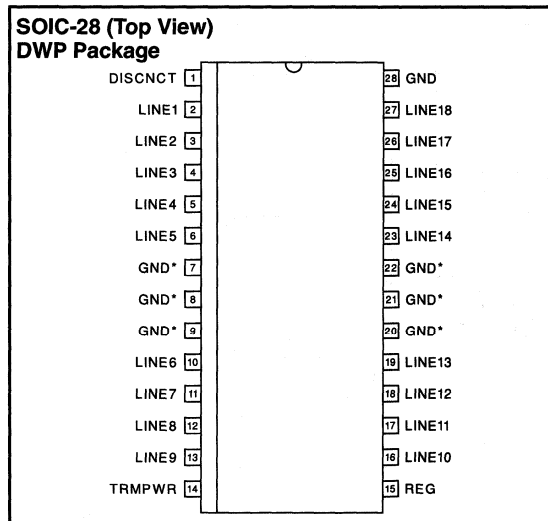 SOIC-28 (Top View)
DWP Package
DISCNCT 1 28 GND
LINE1 2 27 LINE18
LINE2 3 26 LINE17
LINE3 4 25 LINE16
LINE4 5 24 LINE15
LINE5 6 23 LINE14
GND* 7 22 GND*
GND* 8 21 GND*
GND* 9 20 GND*
LINE6 10 19 LINE13
LINE7 11 18 LINE12
LINE8 12 17 LINE11
LINE9 13 16 LINE10
TRMPWR 14 15 REG